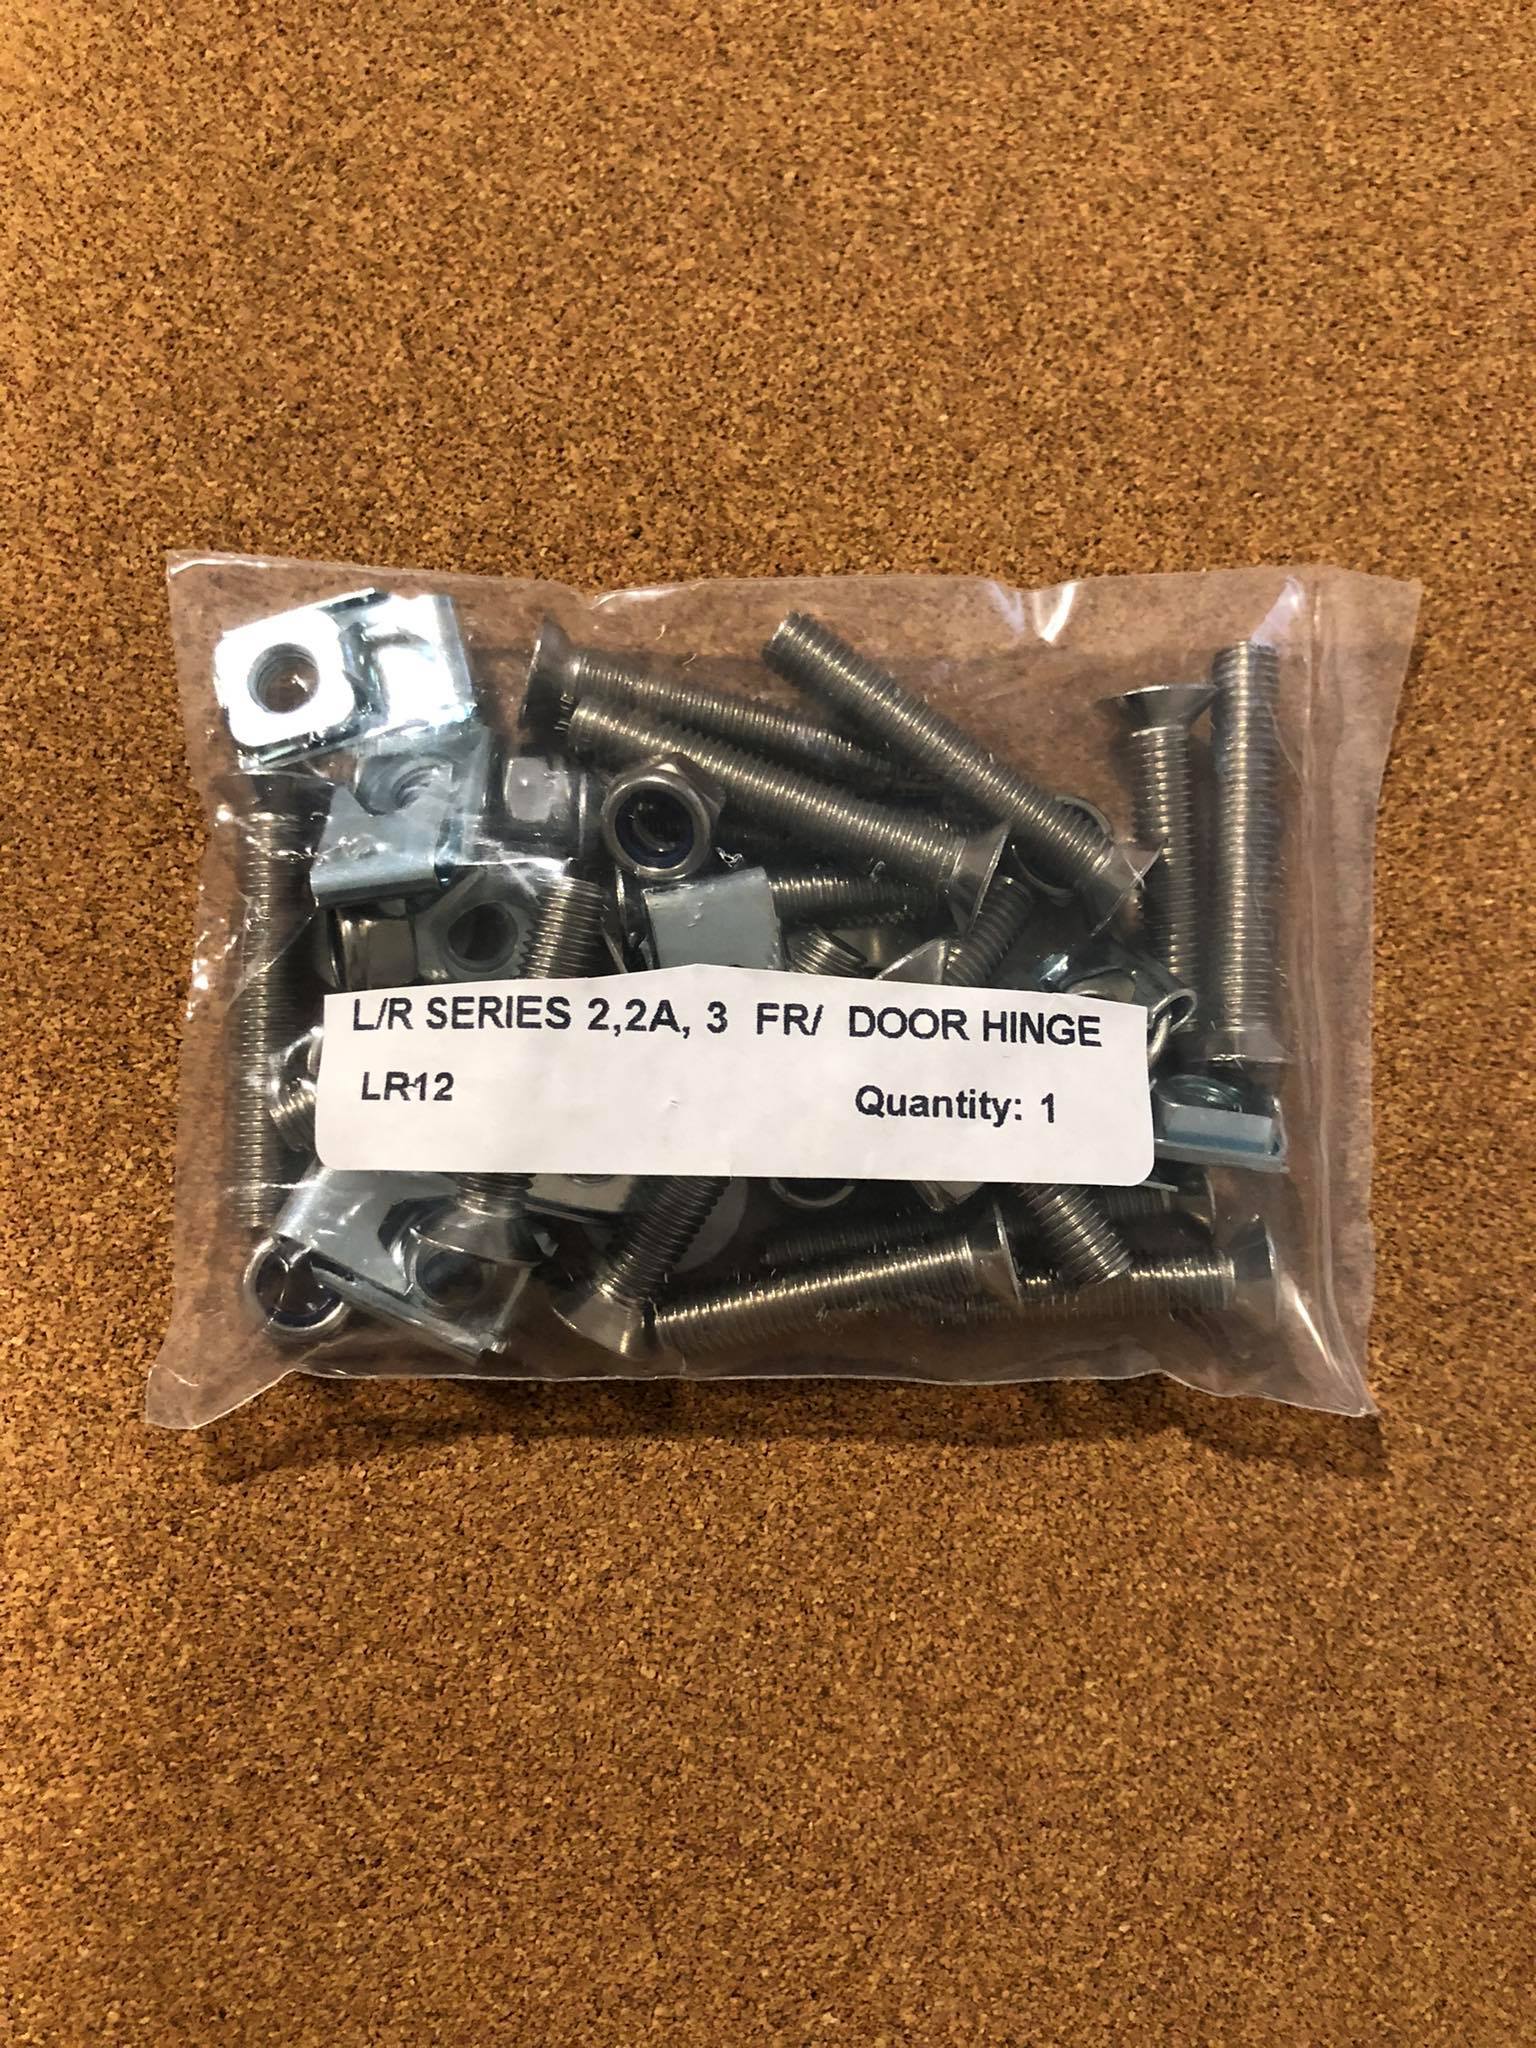 L/R SERIES 2,2A, 3 FR/ DOOR HINGE
LR12 Quantity: 1